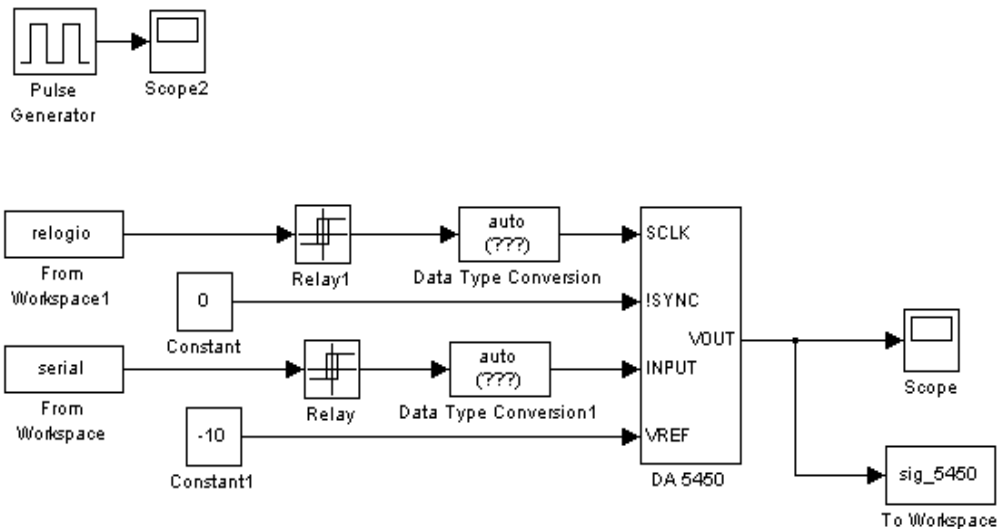 Pulse
Generator
Scope2
relogio
From
Workspace1
Relay1
auto
(???)
Data Type Conversion
SCLK
0
Constant
!SYNC
VOUT
Scope
serial
From
Workspace
Relay
auto
(???)
Data Type Conversion1
INPUT
-10
Constant1
VREF
DA 5450
sig_5450
To Workspace